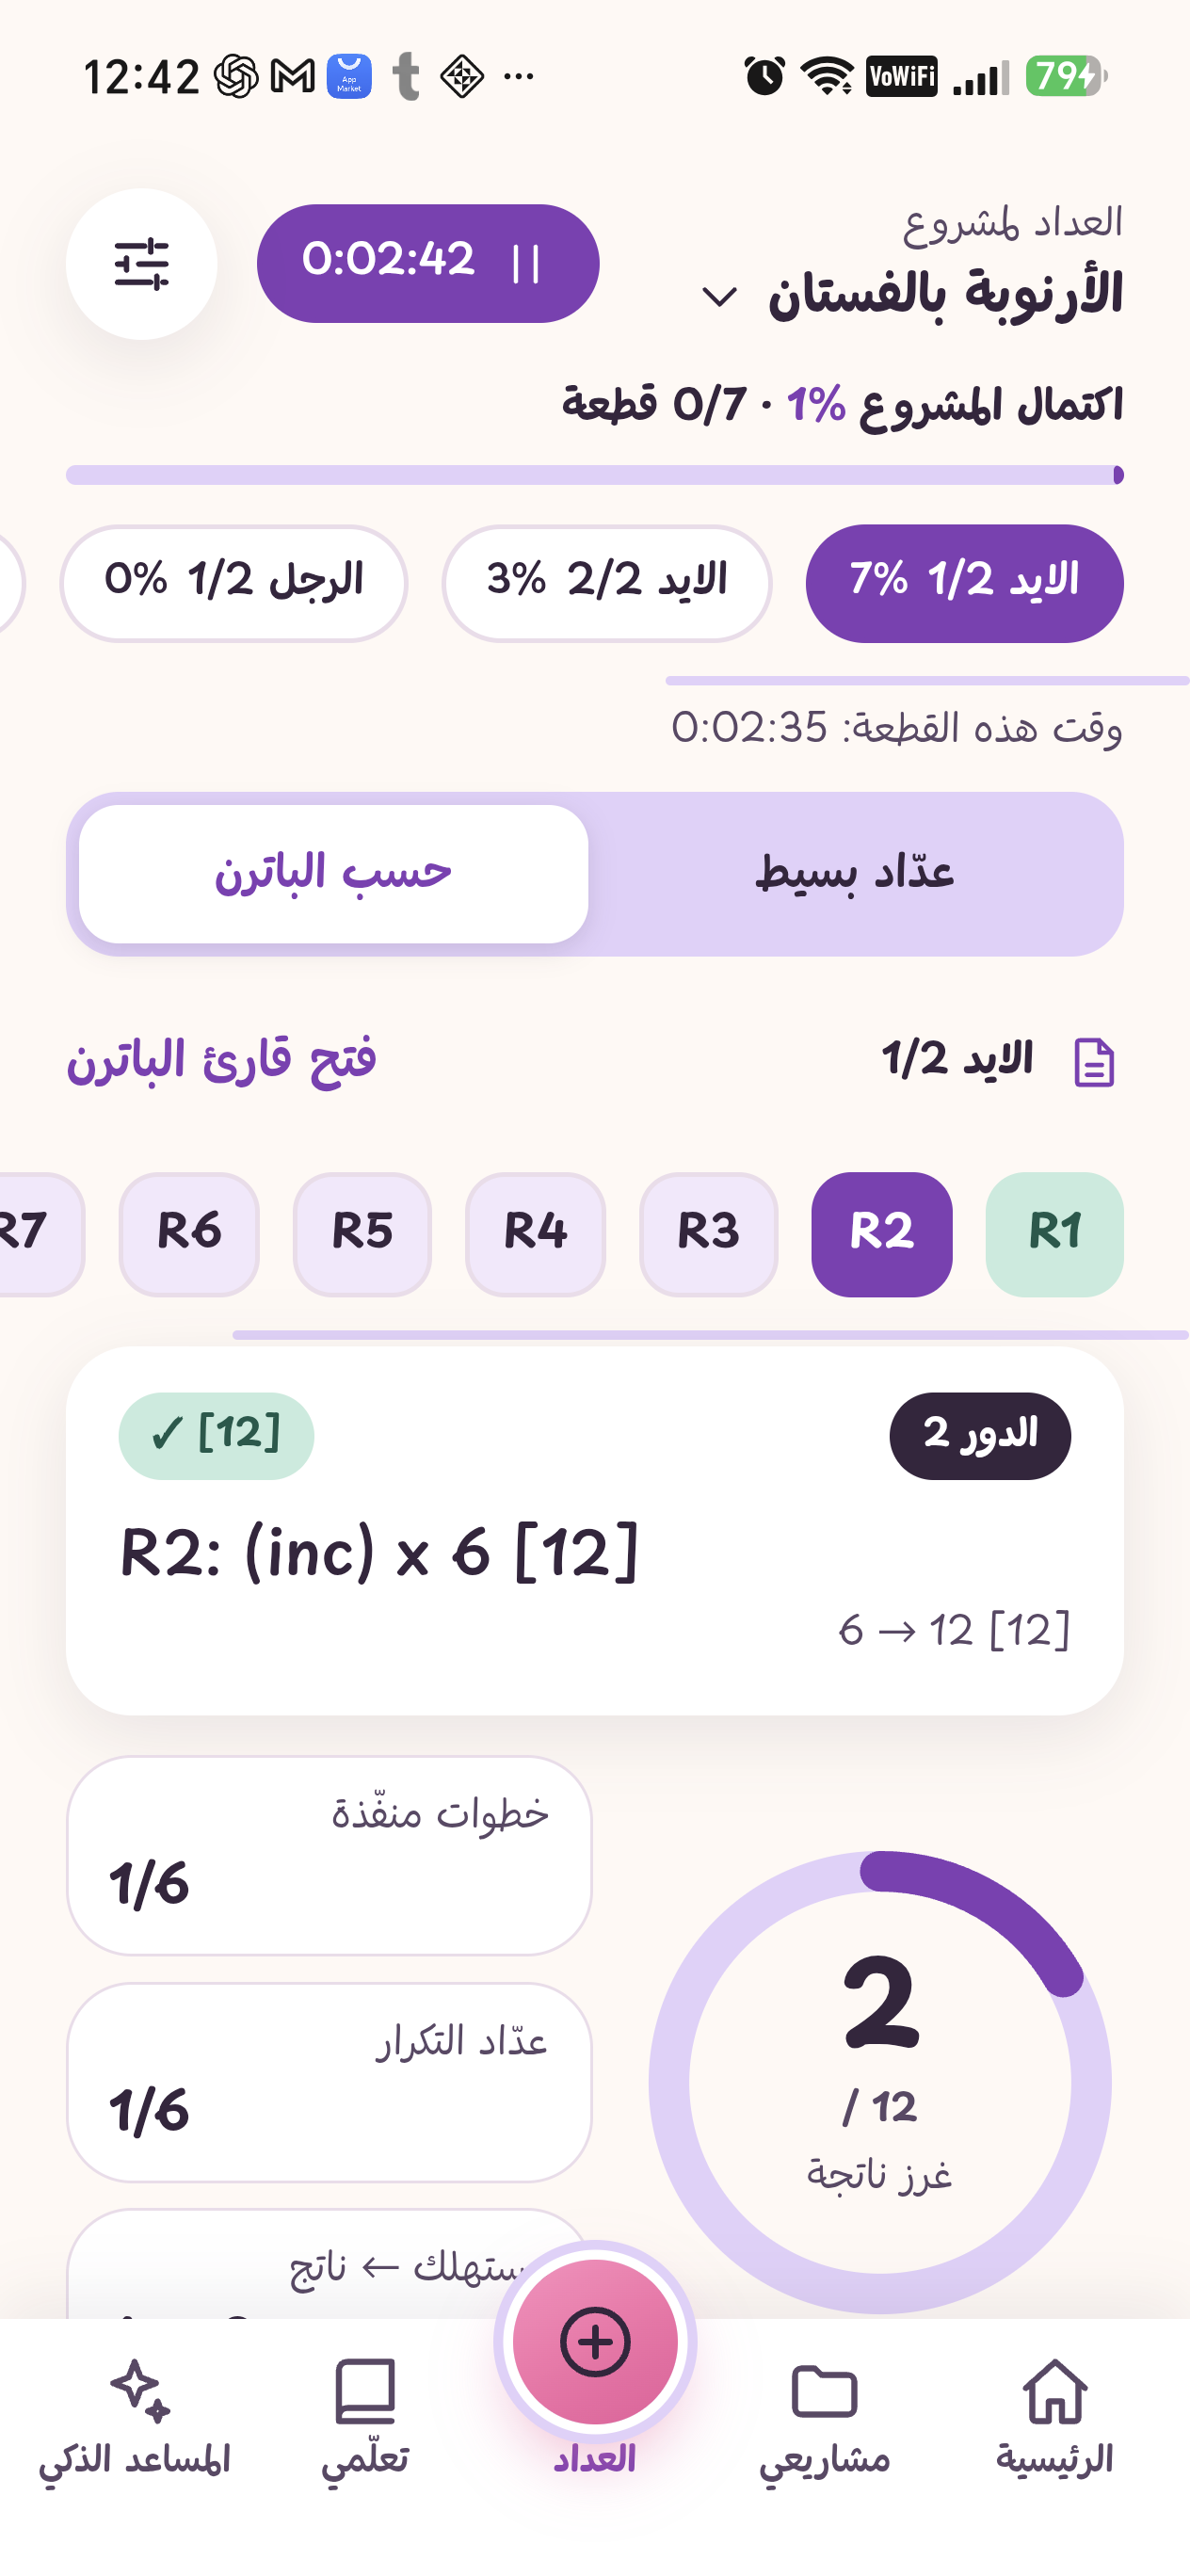 12:42
App Market
VoWiFi
79
العداد لمشروع
الأرنوبة بالفستان
0:02:42
اكتمال المشروع 1% · 0/7 قطعة
الايد 1/2 7%
الايد 2/2 3%
الرجل 1/2 0%
وقت هذه القطعة: 0:02:35
عدّاد بسيط
حسب الباترن
الايد 1/2
فتح قارئ الباترن
R1
R2
R3
R4
R5
R6
R7
الدور 2
[12] ✓
R2: (inc) x 6 [12]
6 → 12 [12]
2
/ 12
غرز ناتجة
خطوات منفّذة
1/6
عدّاد التكرار
1/6
← ناتج
الرئيسية
مشاريعي
العداد
تعلّمي
المساعد الذكي